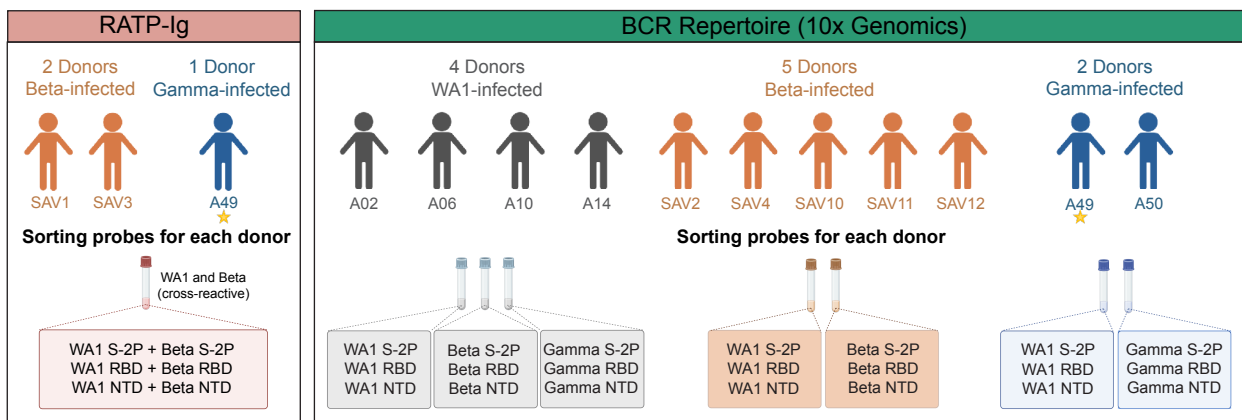 RATP-Ig
2 Donors
Beta-infected
1 Donor
Gamma-infected
SAV1
SAV3
A49
Sorting probes for each donor
WA1 and Beta
(cross-reactive)
WA1 S-2P + Beta S-2P
WA1 RBD + Beta RBD
WA1 NTD + Beta NTD
BCR Repertoire (10x Genomics)
4 Donors
WA1-infected
5 Donors
Beta-infected
2 Donors
Gamma-infected
A02
A06
A10
A14
SAV2
SAV4
SAV10
SAV11
SAV12
A49
A50
Sorting probes for each donor
WA1 S-2P
WA1 RBD
WA1 NTD
Beta S-2P
Beta RBD
Beta NTD
Gamma S-2P
Gamma RBD
Gamma NTD
WA1 S-2P
WA1 RBD
WA1 NTD
Beta S-2P
Beta RBD
Beta NTD
WA1 S-2P
WA1 RBD
WA1 NTD
Gamma S-2P
Gamma RBD
Gamma NTD